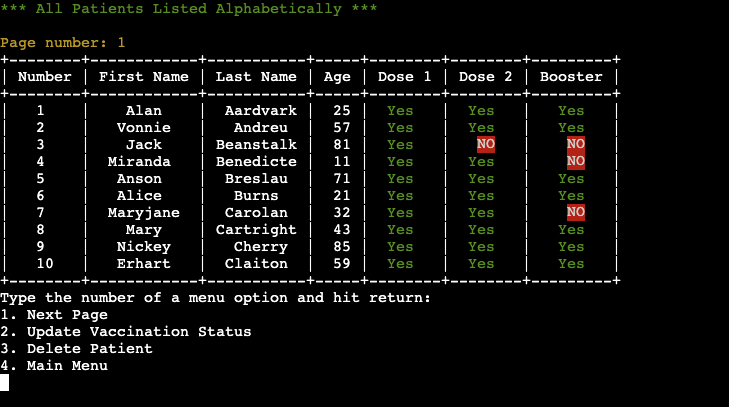 *** All Patients Listed Alphabetically ***
Page number: 1
+--------+------------+-----------+-----+--------+--------+---------+
| Number | First Name | Last Name | Age | Dose 1 | Dose 2 | Booster |
+--------+------------+-----------+-----+--------+--------+---------+
| 1 | Alan | Aardvark | 25 | Yes | Yes | Yes |
| 2 | Vonnie | Andreu | 57 | Yes | Yes | Yes |
| 3 | Jack | Beanstalk | 81 | Yes | NO | NO |
| 4 | Miranda | Benedicte | 11 | Yes | Yes | NO |
| 5 | Anson | Breslau | 71 | Yes | Yes | Yes |
| 6 | Alice | Burns | 21 | Yes | Yes | Yes |
| 7 | Maryjane | Carolan | 32 | Yes | Yes | NO |
| 8 | Mary | Cartright | 43 | Yes | Yes | Yes |
| 9 | Nickey | Cherry | 85 | Yes | Yes | Yes |
| 10 | Erhart | Claiton | 59 | Yes | Yes | Yes |
+--------+------------+-----------+-----+--------+--------+---------+
Type the number of a menu option and hit return:
1. Next Page
2. Update Vaccination Status
3. Delete Patient
4. Main Menu